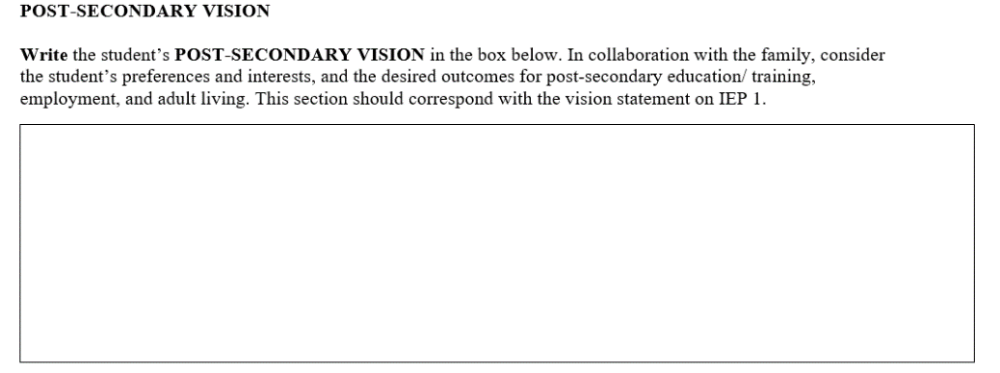 POST-SECONDARY VISION
Write the student’s POST-SECONDARY VISION in the box below. In collaboration with the family, consider
the student’s preferences and interests, and the desired outcomes for post-secondary education/ training,
employment, and adult living. This section should correspond with the vision statement on IEP 1.